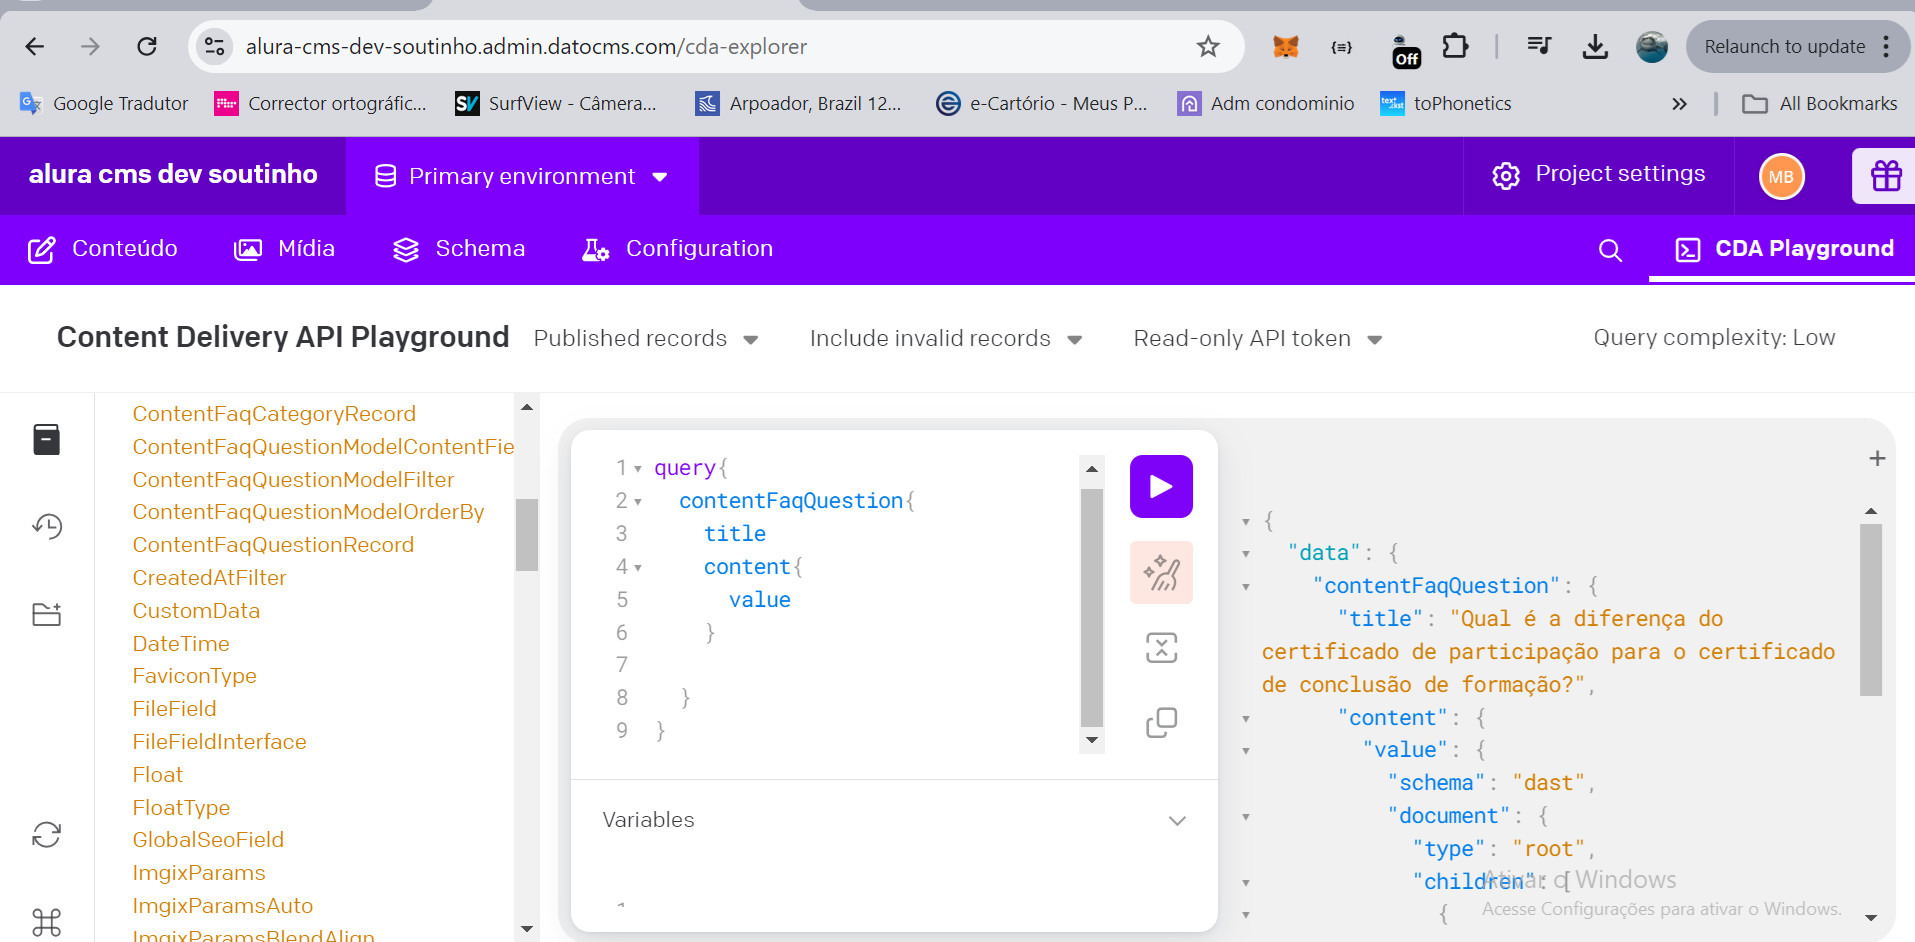 alura-cms-dev-soutinho.admin.datocms.com/cda-explorer
Off
Relaunch to update
Google Tradutor
Corrector ortográfic...
SV
SurfView - Câmera...
Arpoador, Brazil 12...
e-Cartório - Meus P...
Adm condominio
toPhonetics
All Bookmarks
alura cms dev soutinho
Primary environment
Project settings
MB
Conteúdo
Mídia
Schema
Configuration
CDA Playground
Content Delivery API Playground
Published records
Include invalid records
Read-only API token
Query complexity: Low
ContentFaqCategoryRecord
ContentFaqQuestionModelContentFie
ContentFaqQuestionModelFilter
ContentFaqQuestionModelOrderBy
ContentFaqQuestionRecord
CreatedAtFilter
CustomData
DateTime
FaviconType
FileField
FileFieldInterface
Float
FloatType
GlobalSeoField
ImgixParams
ImgixParamsAuto
ImgixParamsBlendAlign
1 query{
2 contentFaqQuestion{
3 title
4 content{
5 value
6 }
7
8 }
9 }
Variables
{
"data": {
"contentFaqQuestion": {
"title": "Qual é a diferença do
certificado de participação para o certificado
de conclusão de formação?",
"content": {
"value": {
"schema": "dast",
"document": {
"type": "root",
"children": [
{
Ativar o Windows
Acesse Configurações para ativar o Windows.